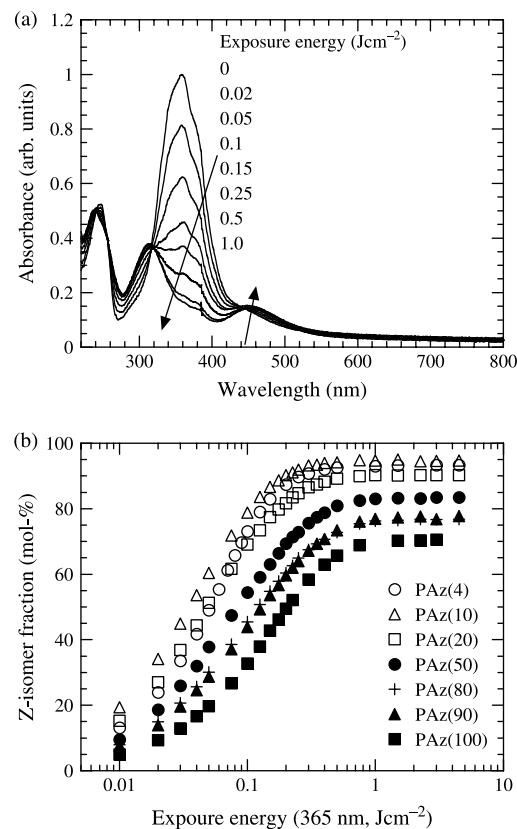 (a)
Exposure energy (Jcm⁻²)
0
0.02
0.05
0.1
0.15
0.25
0.5
1.0
1.2
1
0.8
0.6
0.4
0.2
0
Absorbance (arb. units)
300 400 500 600 700 800
Wavelength (nm)
(b)
100
80
60
40
20
0
Z-isomer fraction (mol-%)
PAz(4)
PAz(10)
PAz(20)
PAz(50)
PAz(80)
PAz(90)
PAz(100)
0.01 0.1 1 10
Expoure energy (365 nm, Jcm⁻²)